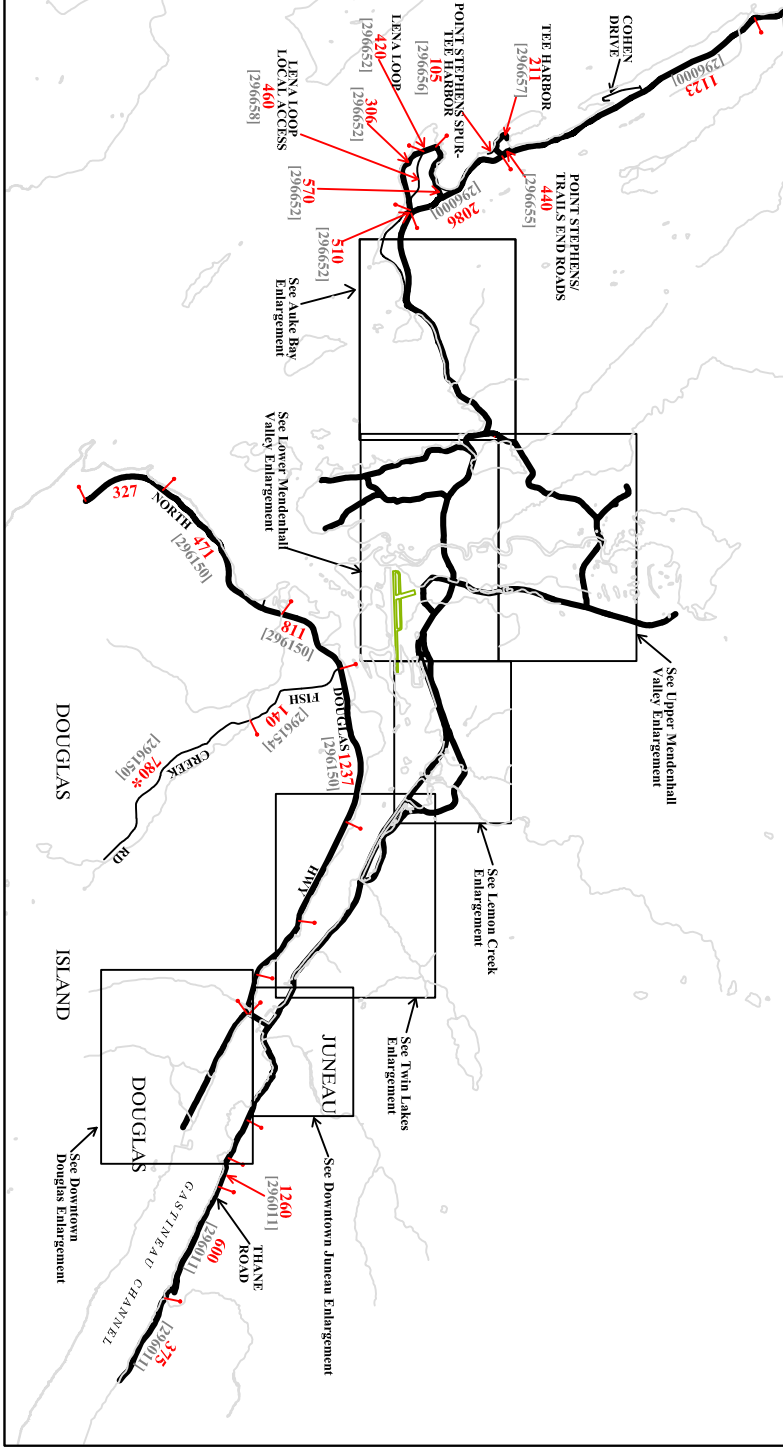 1123
[296000]
COHEN
DRIVE
TEE HARBOR
211
[296657]
POINT STEPHENS SPUR-
TEE HARBOR
105
[296656]
LENA LOOP
420
[296652]
306
[296652]
LENA LOOP
LOCAL ACCESS
460
[296658]
570
[296652]
510
[296652]
POINT STEPHENS/
TRAILS END ROADS
440
[296655]
2086
[296000]
See Auke Bay
Enlargement
See Lower Mendenhall
Valley Enlargement
See Upper Mendenhall
Valley Enlargement
See Lemon Creek
Enlargement
See Twin Lakes
Enlargement
See Downtown Juneau Enlargement
See Downtown
Douglas Enlargement
327
NORTH
471
[296150]
811
[296150]
DOUGLAS
1237
[296150]
HWY
FISH
140
[296154]
CREEK
780*
[296150]
RD
DOUGLAS
ISLAND
JUNEAU
DOUGLAS
1260
[296011]
THANE
ROAD
600
[296011]
GASTINEAU CHANNEL
375
[296011]